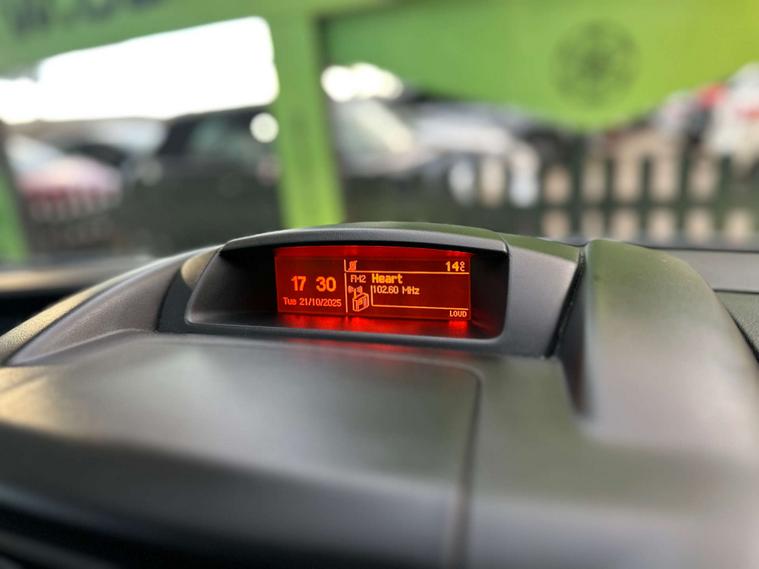 14°C
17 30
FM2 Heart
102.60 MHz
Tue 21/10/2025
LOUD